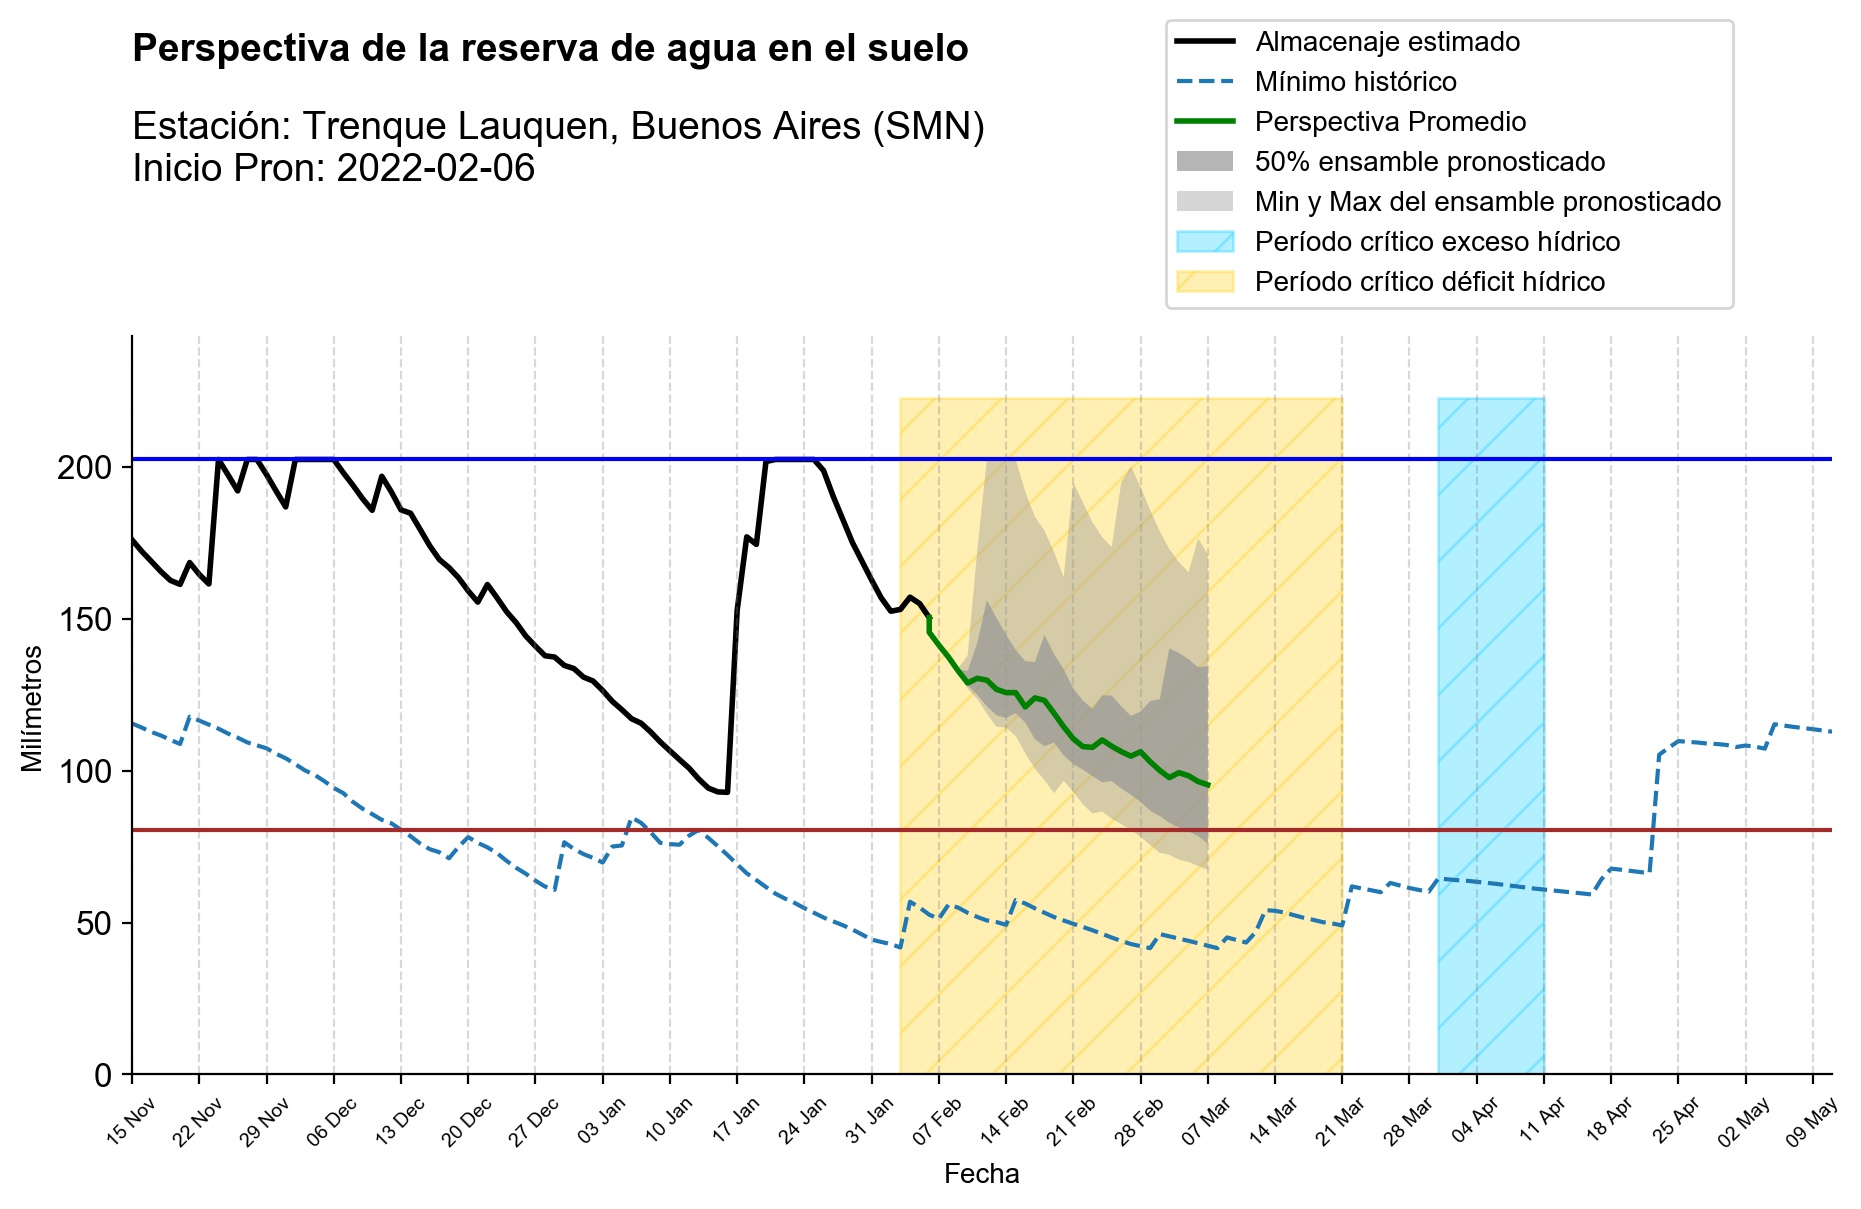 Perspectiva de la reserva de agua en el suelo
Estación: Trenque Lauquen, Buenos Aires (SMN)
Inicio Pron: 2022-02-06
Almacenaje estimado
Mínimo histórico
Perspectiva Promedio
50% ensamble pronosticado
Min y Max del ensamble pronosticado
Período crítico exceso hídrico
Período crítico déficit hídrico
Milímetros
200
150
100
50
0
15 Nov
22 Nov
29 Nov
06 Dec
13 Dec
20 Dec
27 Dec
03 Jan
10 Jan
17 Jan
24 Jan
31 Jan
07 Feb
14 Feb
21 Feb
28 Feb
07 Mar
14 Mar
21 Mar
28 Mar
04 Apr
11 Apr
18 Apr
25 Apr
02 May
09 May
Fecha